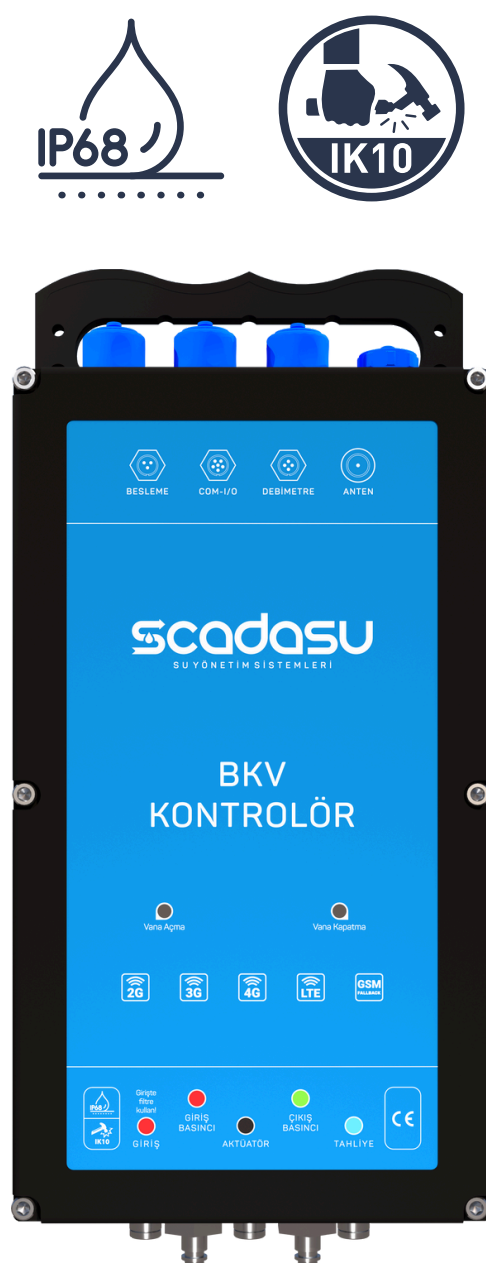 IP68
IK10
BESLEME
COM-I/O
DEBİMETRE
ANTEN
scadasu
SU YÖNETİM SİSTEMLERİ
BKV
KONTROLÖR
Vana Açma
Vana Kapatma
2G
3G
4G
LTE
GSM
FALLBACK
IP68
IK10
Girişte
filtre
kullan!
GİRİŞ
GİRİŞ
BASINCI
AKTÜATÖR
ÇIKIŞ
BASINCI
TAHLİYE
CE